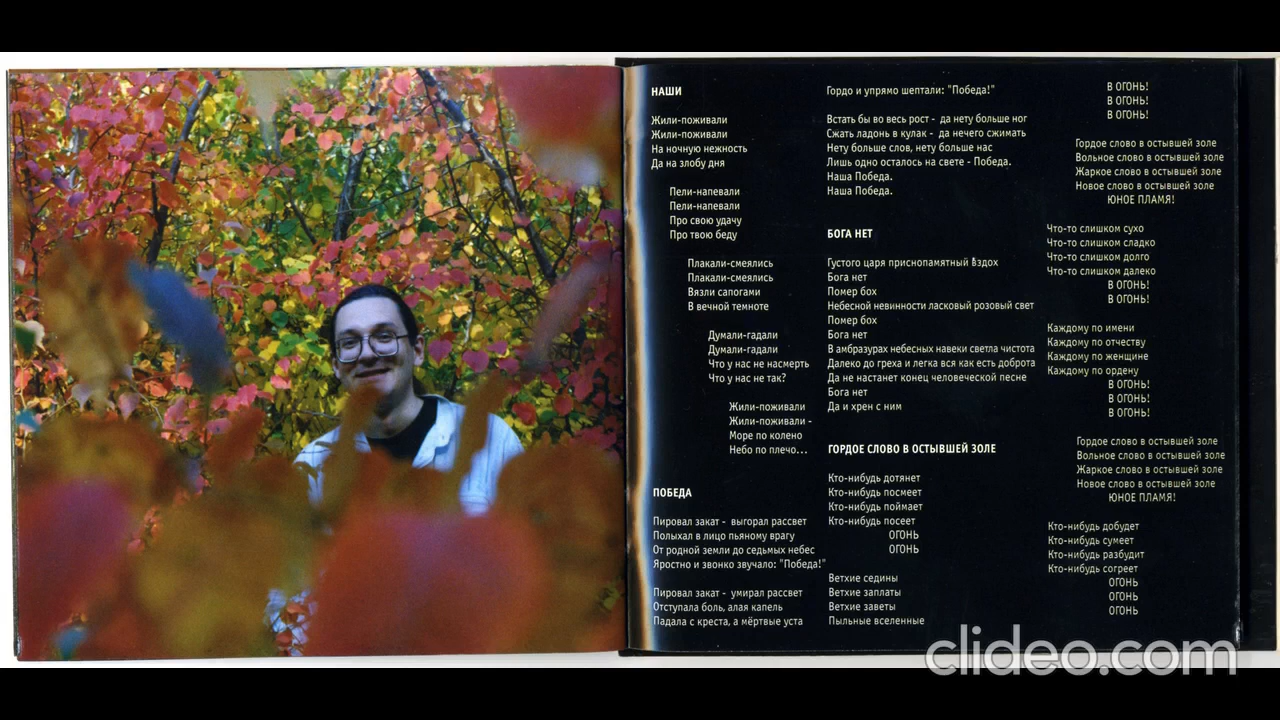 НАШИ
Жили-поживали
Жили-поживали
На ночную нежность
Да на злобу дня
Пели-напевали
Пели-напевали
Про свою удачу
Про твою беду
Плакали-смеялись
Плакали-смеялись
Вязли сапогами
В вечной темноте
Думали-гадали
Думали-гадали
Что у нас не насмерть
Что у нас не так?
Жили-поживали
Жили-поживали -
Море по колено
Небо по плечо...
ПОБЕДА
Пировал закат - выгорал рассвет
Полыхал в лицо пьяному врагу
От родной земли до седьмых небес
Яростно и звонко звучало: "Победа!"
Пировал закат - умирал рассвет
Отступала боль, алая капель
Падала с креста, а мёртвые уста
Гордо и упрямо шептали: "Победа!"
Встать бы во весь рост - да нету больше ног
Сжать ладонь в кулак - да нечего сжимать
Нету больше слов, нету больше нас
Лишь одно осталось на свете - Победа.
Наша Победа.
Наша Победа.
БОГА НЕТ
Густого царя приснопамятный вздох
Бога нет
Помер бох
Небесной невинности ласковый розовый свет
Помер бох
Бога нет
В амбразурах небесных навеки светла чистота
Далеко до греха и легка вся как есть доброта
Да не настанет конец человеческой песне
Бога нет
Да и хрен с ним
ГОРДОЕ СЛОВО В ОСТЫВШЕЙ ЗОЛЕ
Кто-нибудь дотянет
Кто-нибудь посмеет
Кто-нибудь поймает
Кто-нибудь посеет
ОГОНЬ
ОГОНЬ
Ветхие седины
Ветхие заплаты
Ветхие заветы
Пыльные вселенные
В ОГОНЬ!
В ОГОНЬ!
В ОГОНЬ!
Гордое слово в остывшей золе
Вольное слово в остывшей золе
Жаркое слово в остывшей золе
Новое слово в остывшей золе
ЮНОЕ ПЛАМЯ!
Что-то слишком сухо
Что-то слишком сладко
Что-то слишком долго
Что-то слишком далеко
В ОГОНЬ!
В ОГОНЬ!
Каждому по имени
Каждому по отчеству
Каждому по женщине
Каждому по ордену
В ОГОНЬ!
В ОГОНЬ!
В ОГОНЬ!
Гордое слово в остывшей золе
Вольное слово в остывшей золе
Жаркое слово в остывшей золе
Новое слово в остывшей золе
ЮНОЕ ПЛАМЯ!
Кто-нибудь добудет
Кто-нибудь сумеет
Кто-нибудь разбудит
Кто-нибудь согреет
ОГОНЬ
ОГОНЬ
ОГОНЬ
clideo.com